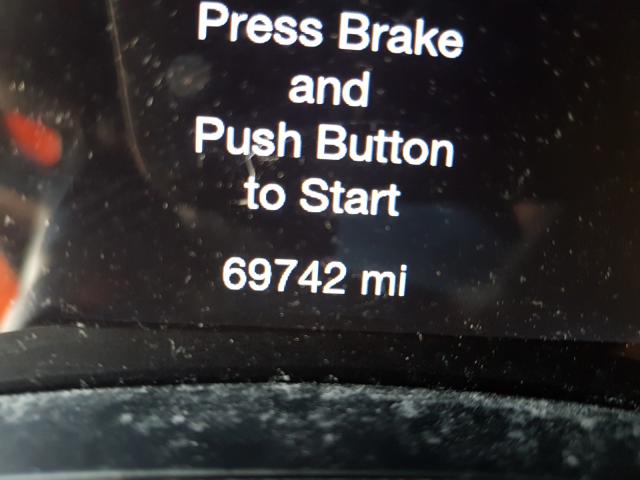 Press Brake
and
Push Button
to Start
69742 mi